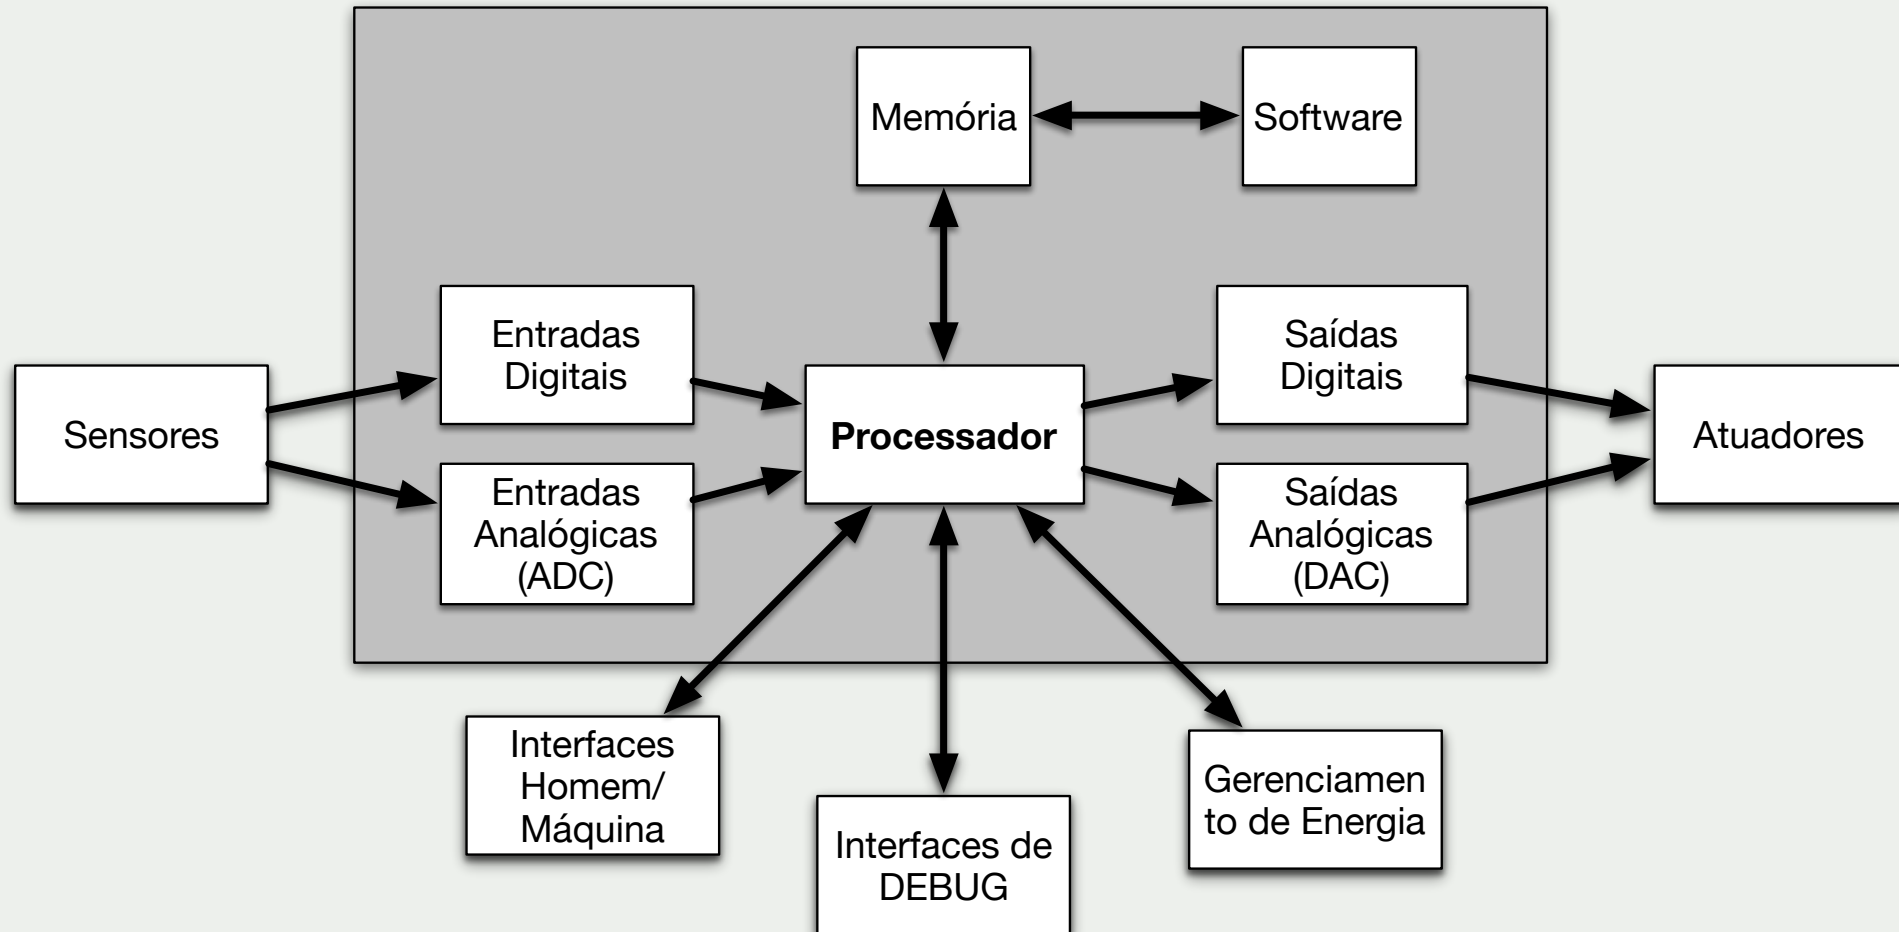 Memória
Software
Entradas
Digitais
Saídas
Digitais
Sensores
Processador
Atuadores
Entradas
Analógicas
(ADC)
Saídas
Analógicas
(DAC)
Interfaces
Homem/
Máquina
Interfaces de
DEBUG
Gerenciamen
to de Energia